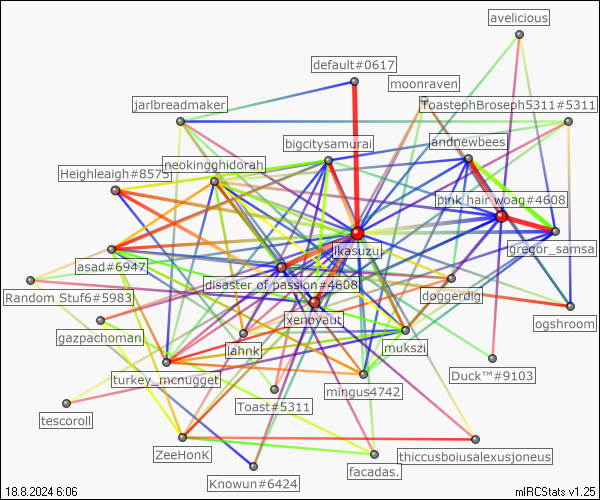 avelicious
default#0617
moonraven
jarlbreadmaker
ToastephBroseph5311#5311
bigcitysamurai
andnewbees
neokingghidorah
Heighleaigh#8575
pink hair woag#4608
ikasuzu
gregor_samsa
asad#6947
disaster of passion#4608
doggerdig
Random Stuf6#5983
xenoyaut
ogshroom
gazpachoman
lahnk
mukszi
turkey_mcnugget
Duck™#9103
mingus4742
Toast#5311
tescoroll
ZeeHonK
thiccusboiusalexusjoneus
facadas.
Knowun#6424
18.8.2024 6:06
mIRCStats v1.25